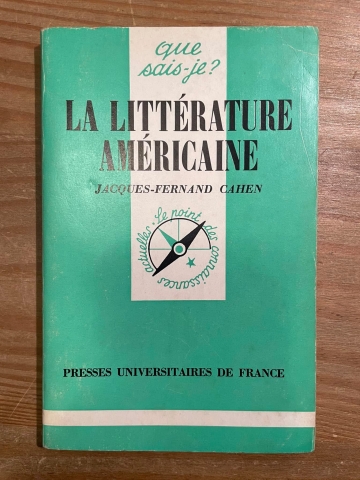 que
sais-je?
LA LITTÉRATURE
AMÉRICAINE
JACQUES-FERNAND CAHEN
Le point des connaissances actuelles
PRESSES UNIVERSITAIRES DE FRANCE